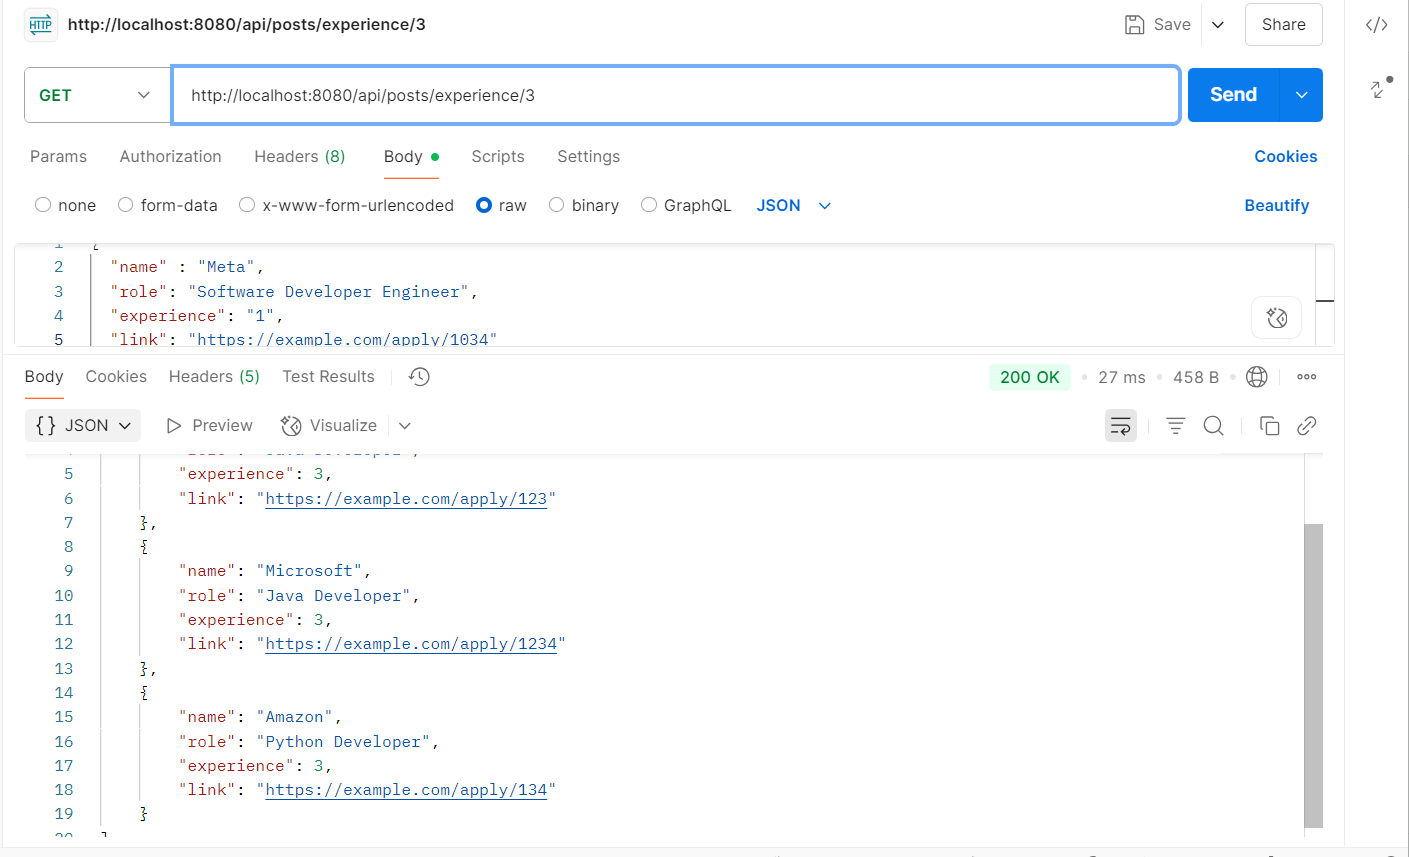 HTTP http://localhost:8080/api/posts/experience/3 Save Share
GET http://localhost:8080/api/posts/experience/3 Send
Params Authorization Headers (8) Body Scripts Settings Cookies
none form-data x-www-form-urlencoded raw binary GraphQL JSON Beautify
2 "name" : "Meta",
3 "role": "Software Developer Engineer",
4 "experience": "1",
5 "link": "https://example.com/apply/1034"
Body Cookies Headers (5) Test Results 200 OK 27 ms 458 B
{} JSON Preview Visualize
5 "experience": 3,
6 "link": "https://example.com/apply/123"
7 },
8 {
9 "name": "Microsoft",
10 "role": "Java Developer",
11 "experience": 3,
12 "link": "https://example.com/apply/1234"
13 },
14 {
15 "name": "Amazon",
16 "role": "Python Developer",
17 "experience": 3,
18 "link": "https://example.com/apply/134"
19 }